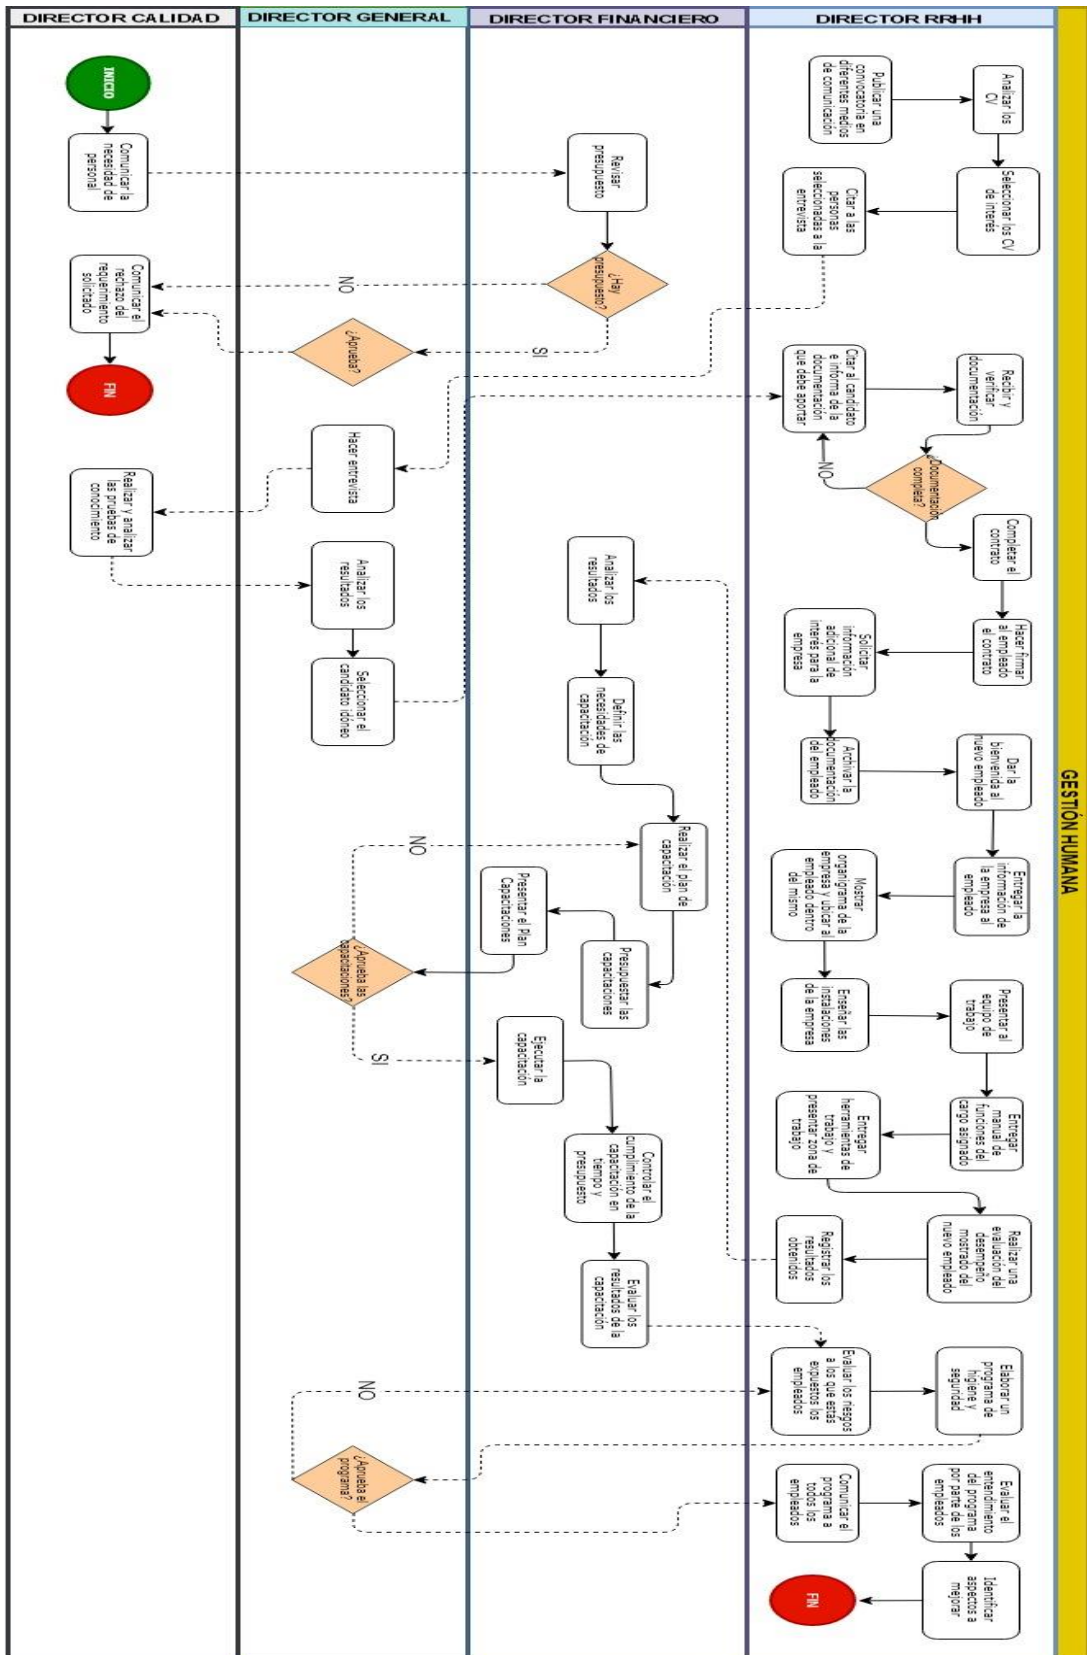 DIRECTOR CALIDAD
DIRECTOR GENERAL
DIRECTOR FINANCIERO
DIRECTOR RRHH
GESTIÓN HUMANA
INICIO
Comunicar la
necesidad de
personal
Revisar
presupuesto
¿Hay
presupuesto?
NO
SI
¿Aprueba?
Comunicar el
rechazo del
requerimiento
solicitado
FIN
Publicar una
convocatoria en
diferentes medios
de comunicación
Analizar los
CV
Seleccionar los CV
de interés
Citar a las
personas
seleccionadas a la
entrevista
Hacer entrevista
Realizar y analizar
las pruebas de
conocimiento
Analizar los
resultados
Seleccionar el
candidato idóneo
Citar al candidato
e informa de la
documentación
que debe aportar
Recibir y
verificar
documentación
¿Documentación
completa?
NO
Completar el
contrato
Hacer firmar
al empleado
el contrato
Solicitar
información
adicional de
interés para la
empresa
Archivar la
documentación
del empleado
Dar la
bienvenida al
nuevo empleado
Entregar la
información de
la empresa al
empleado
Mostrar
organigrama de la
empresa y ubicar al
empleado dentro
del mismo
Enseñar las
instalaciones
de la empresa
Presentar al
equipo de
trabajo
Entregar
manual de
funciones del
cargo asignado
Entregar
herramientas de
trabajo y
presentar zona de
trabajo
Realizar una
evaluación del
desempeño
mostrado del
nuevo empleado
Registrar los
resultados
obtenidos
Analizar los
resultados
Definir las
necesidades de
capacitación
Realizar el plan de
capacitación
Presupuestar las
capacitaciones
Presentar el Plan
Capacitaciones
¿Aprueba las
capacitaciones?
NO
SI
Ejecutar la
capacitación
Controlar el
cumplimiento de la
capacitación en
tiempo y
presupuesto
Evaluar los
resultados de la
capacitación
Evaluar los riesgos
a los que estas
expuestos los
empleados
Elaborar un
programa de
higiene y
seguridad
¿Aprueba el
programa?
NO
Comunicar el
programa a
todos los
empleados
Evaluar el
entendimiento
del programa
por parte de los
empleados
Identificar
aspectos a
mejorar
FIN